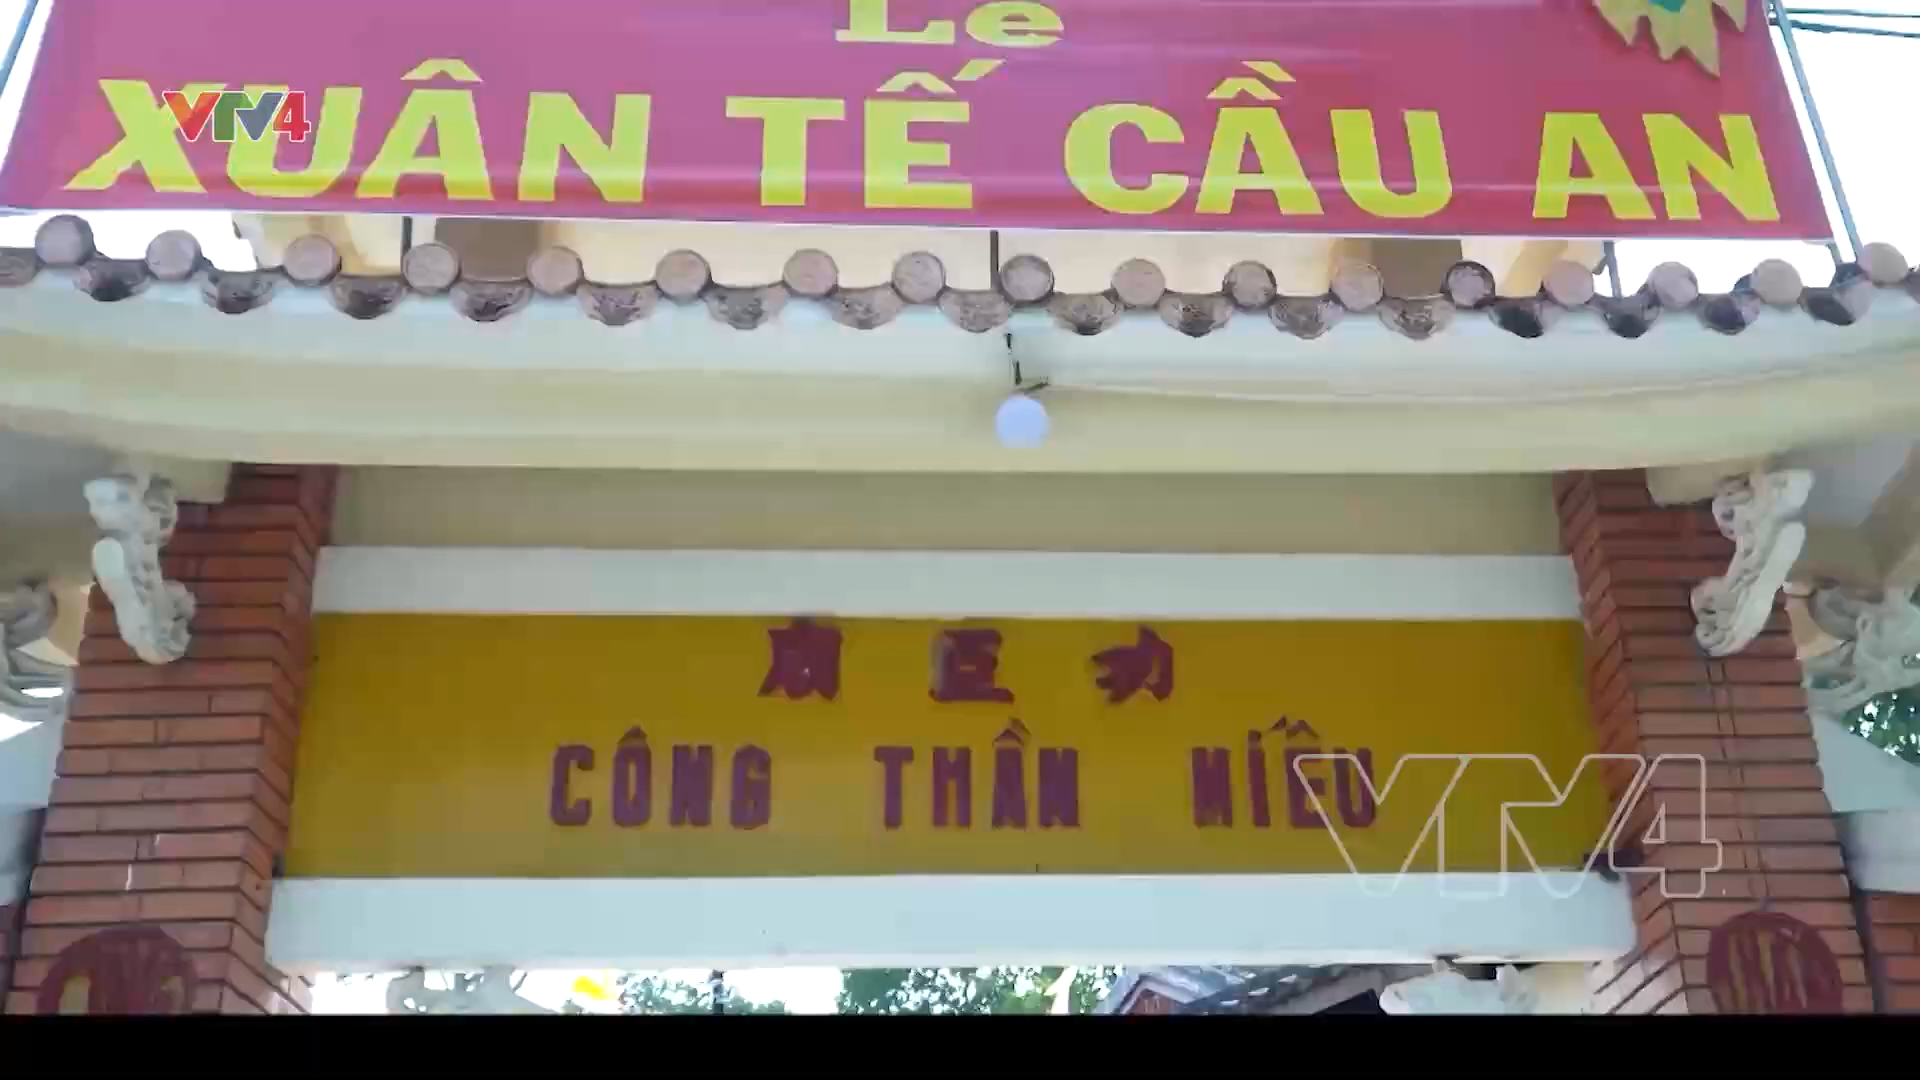 Lễ
XUÂN TẾ CẦU AN
VTV4
廟 臣 功
CÔNG THẦN MIẾU
VTV4